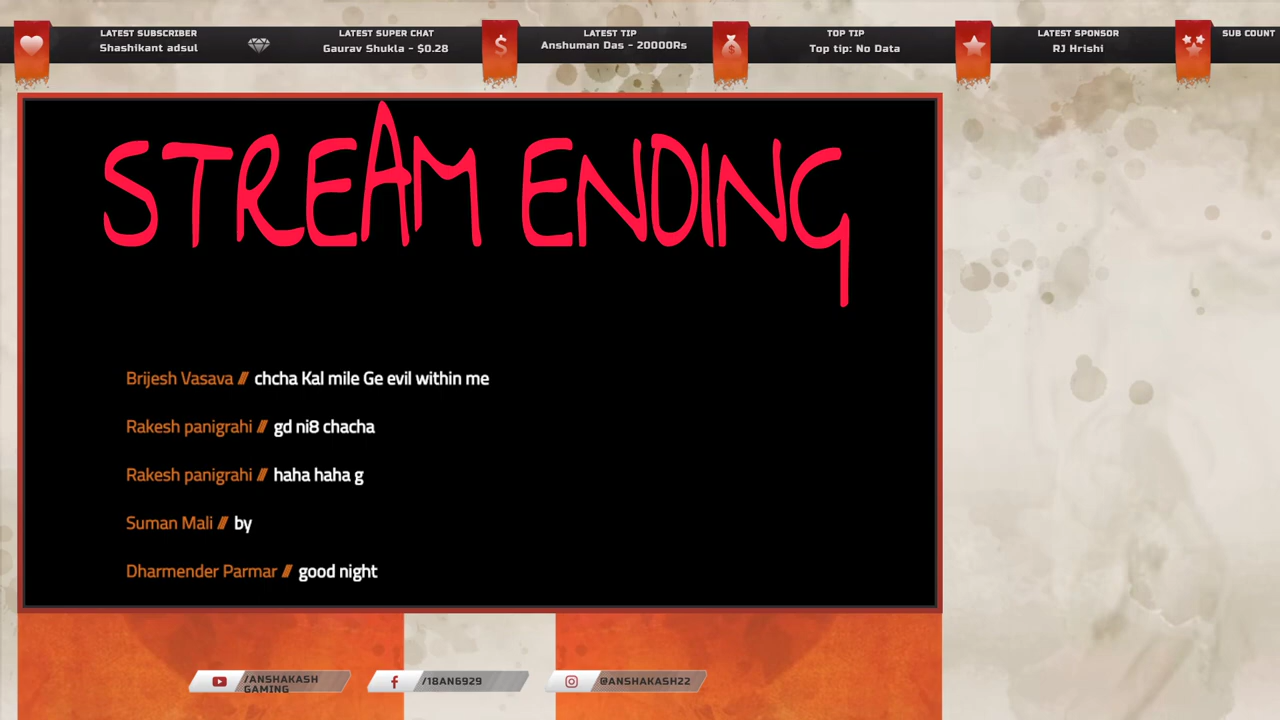 LATEST SUBSCRIBER
Shashikant adsul
LATEST SUPER CHAT
Gaurav Shukla - $0.28
LATEST TIP
Anshuman Das - 20000Rs
TOP TIP
Top tip: No Data
LATEST SPONSOR
RJ Hrishi
SUB COUNT
STREAM ENDING
Brijesh Vasava /// chcha Kal mile Ge evil within me
Rakesh panigrahi /// gd ni8 chacha
Rakesh panigrahi /// haha haha g
Suman Mali /// by
Dharmender Parmar /// good night
/ANSHAKASH
GAMING
/18AN6929
@ANSHAKASH22